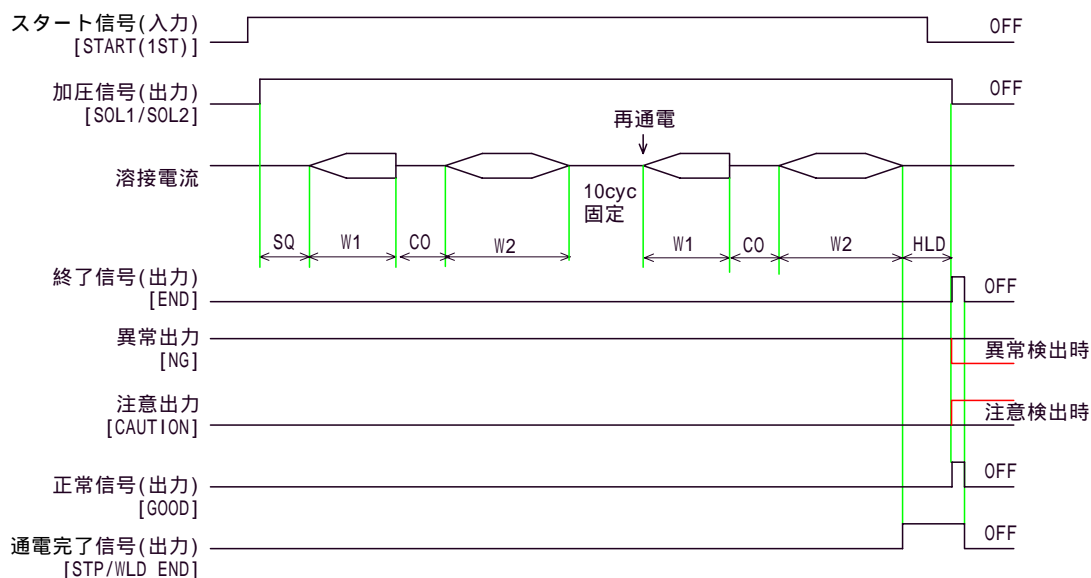 スタート信号(入力)
[START(1ST)]
OFF
加圧信号(出力)
[SOL1/SOL2]
OFF
再通電
溶接電流
10cyc
固定
SQ
W1
CO
W2
W1
CO
W2
HLD
終了信号(出力)
[END]
OFF
異常出力
[NG]
異常検出時
注意出力
[CAUTION]
注意検出時
正常信号(出力)
[GOOD]
OFF
通電完了信号(出力)
[STP/WLD END]
OFF